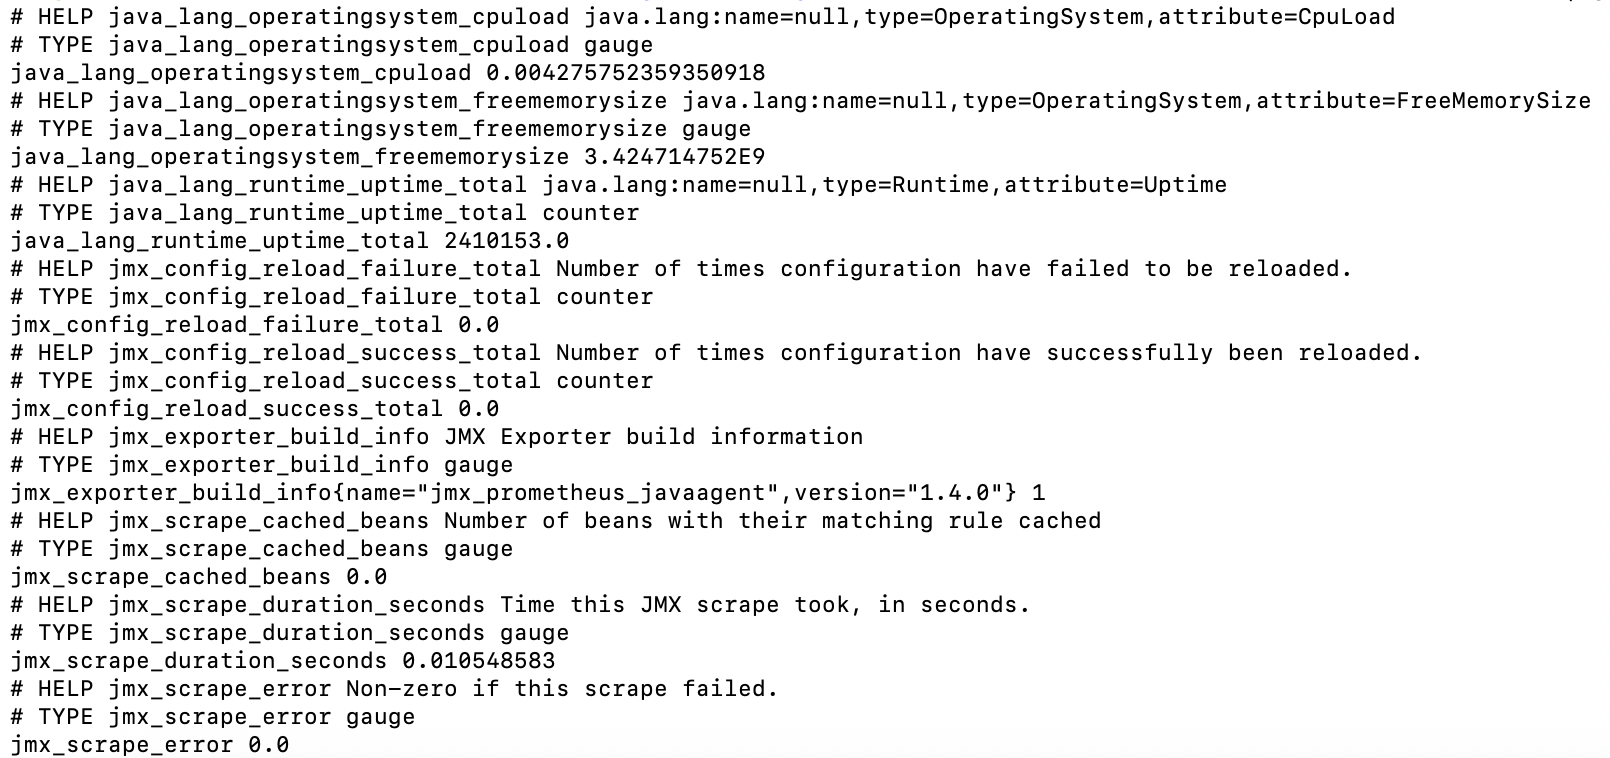 # HELP java_lang_operatingsystem_cpuload java.lang:name=null,type=OperatingSystem,attribute=CpuLoad
# TYPE java_lang_operatingsystem_cpuload gauge
java_lang_operatingsystem_cpuload 0.004275752359350918
# HELP java_lang_operatingsystem_freememorysize java.lang:name=null,type=OperatingSystem,attribute=FreeMemorySize
# TYPE java_lang_operatingsystem_freememorysize gauge
java_lang_operatingsystem_freememorysize 3.424714752E9
# HELP java_lang_runtime_uptime_total java.lang:name=null,type=Runtime,attribute=Uptime
# TYPE java_lang_runtime_uptime_total counter
java_lang_runtime_uptime_total 2410153.0
# HELP jmx_config_reload_failure_total Number of times configuration have failed to be reloaded.
# TYPE jmx_config_reload_failure_total counter
jmx_config_reload_failure_total 0.0
# HELP jmx_config_reload_success_total Number of times configuration have successfully been reloaded.
# TYPE jmx_config_reload_success_total counter
jmx_config_reload_success_total 0.0
# HELP jmx_exporter_build_info JMX Exporter build information
# TYPE jmx_exporter_build_info gauge
jmx_exporter_build_info{name="jmx_prometheus_javaagent",version="1.4.0"} 1
# HELP jmx_scrape_cached_beans Number of beans with their matching rule cached
# TYPE jmx_scrape_cached_beans gauge
jmx_scrape_cached_beans 0.0
# HELP jmx_scrape_duration_seconds Time this JMX scrape took, in seconds.
# TYPE jmx_scrape_duration_seconds gauge
jmx_scrape_duration_seconds 0.010548583
# HELP jmx_scrape_error Non-zero if this scrape failed.
# TYPE jmx_scrape_error gauge
jmx_scrape_error 0.0